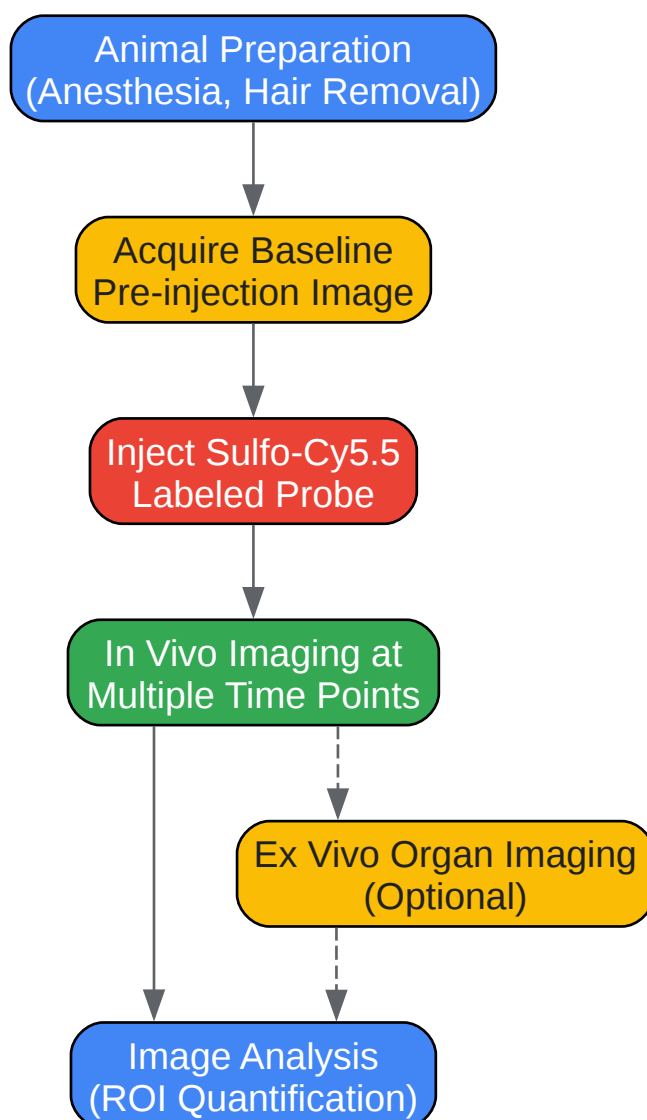 Animal Preparation
(Anesthesia, Hair Removal)
Acquire Baseline
Pre-injection Image
Inject Sulfo-Cy5.5
Labeled Probe
In Vivo Imaging at
Multiple Time Points
Ex Vivo Organ Imaging
(Optional)
Image Analysis
(ROI Quantification)